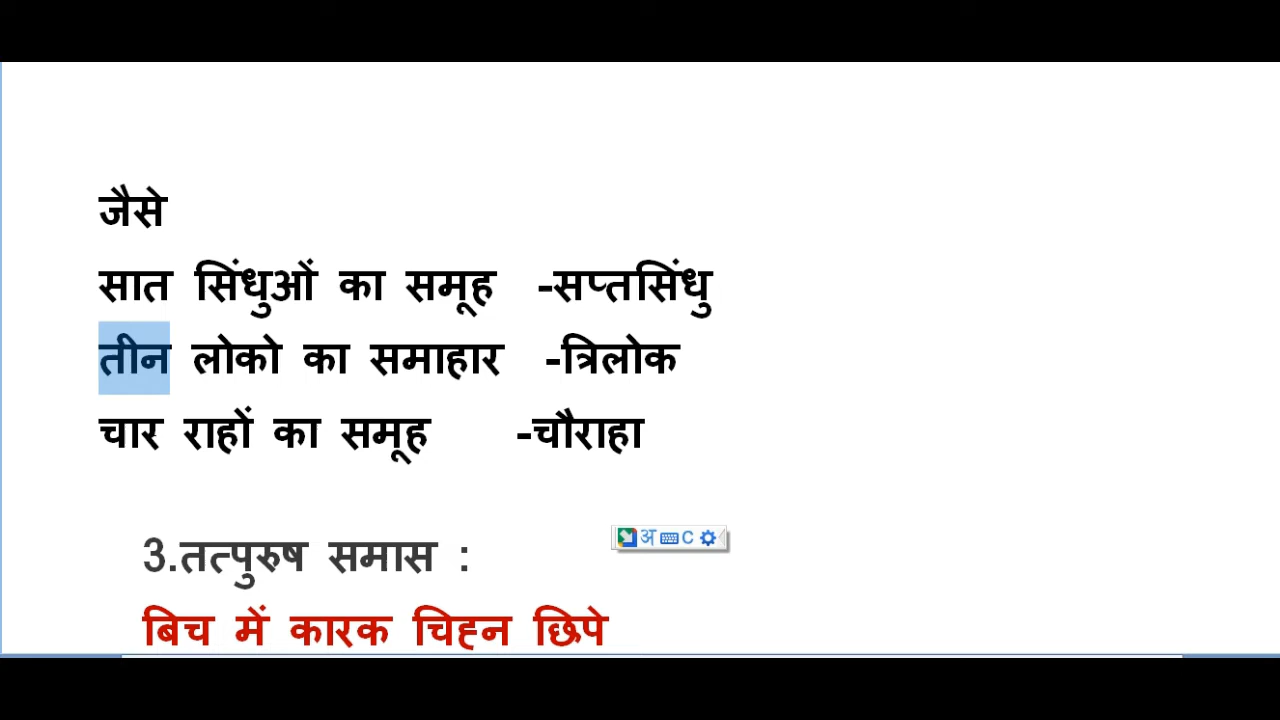 जैसे
सात सिंधुओं का समूह -सप्तसिंधु
तीन लोको का समाहार -त्रिलोक
चार राहों का समूह -चौराहा
3.तत्पुरुष समास :
बिच में कारक चिह्न छिपे
अ C